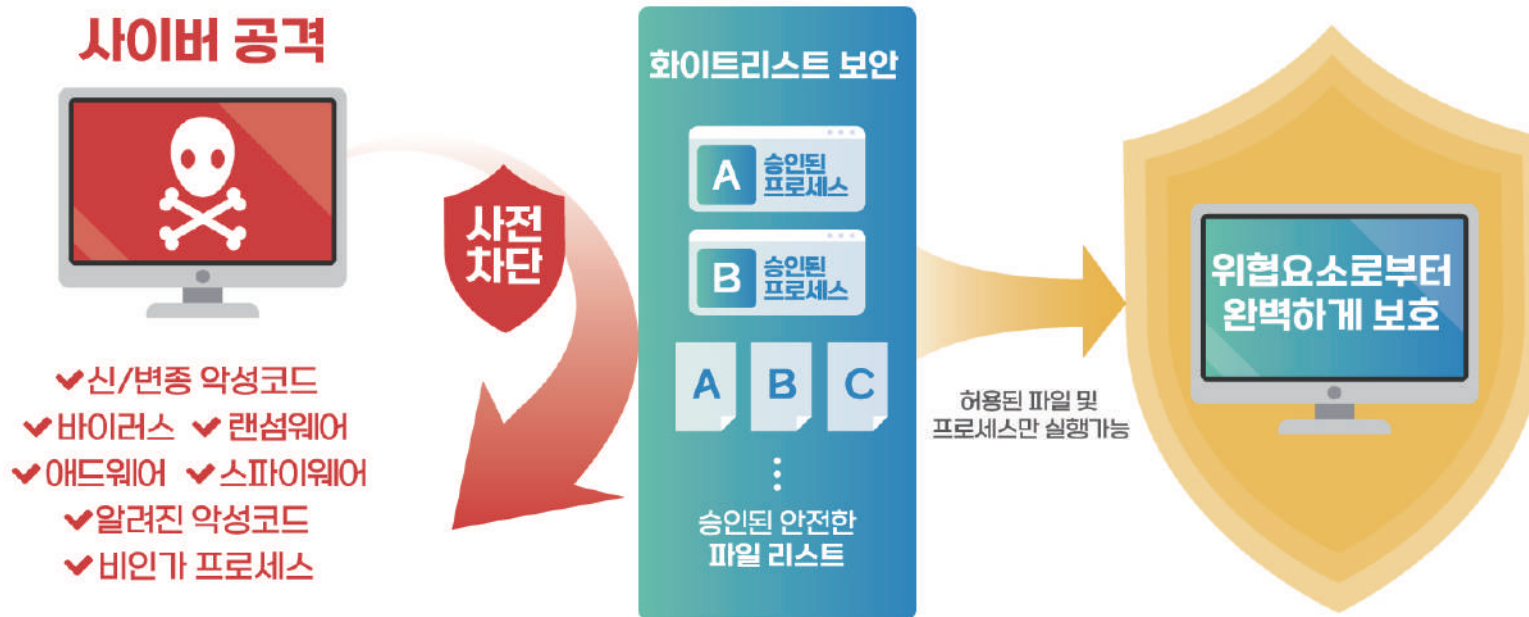 사이버 공격
사전
차단
✔신/변종 악성코드
✔바이러스 ✔랜섬웨어
✔애드웨어 ✔스파이웨어
✔알려진 악성코드
✔비인가 프로세스
화이트리스트 보안
A 승인된
프로세스
B 승인된
프로세스
A B C
⋮
승인된 안전한
파일 리스트
허용된 파일 및
프로세스만 실행가능
위협요소로부터
완벽하게 보호